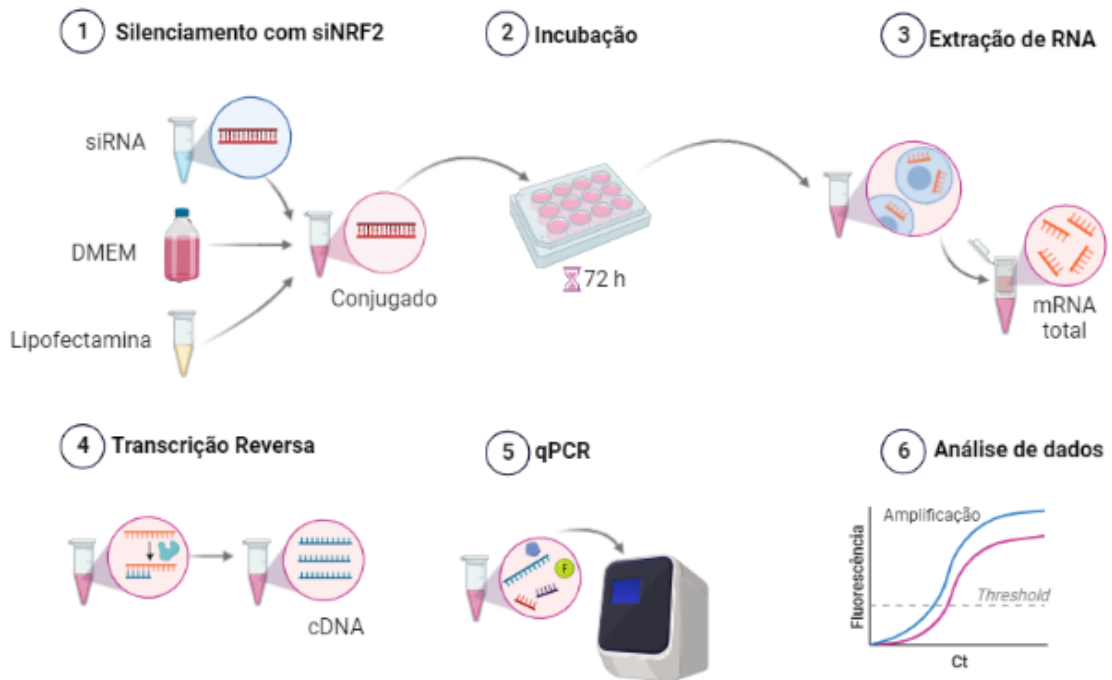 1 Silenciamento com siNRF2
2 Incubação
3 Extração de RNA
siRNA
DMEM
Lipofectamina
Conjugado
72 h
mRNA
total
4 Transcrição Reversa
5 qPCR
6 Análise de dados
cDNA
F
Amplificação
Threshold
Fluorescência
Ct